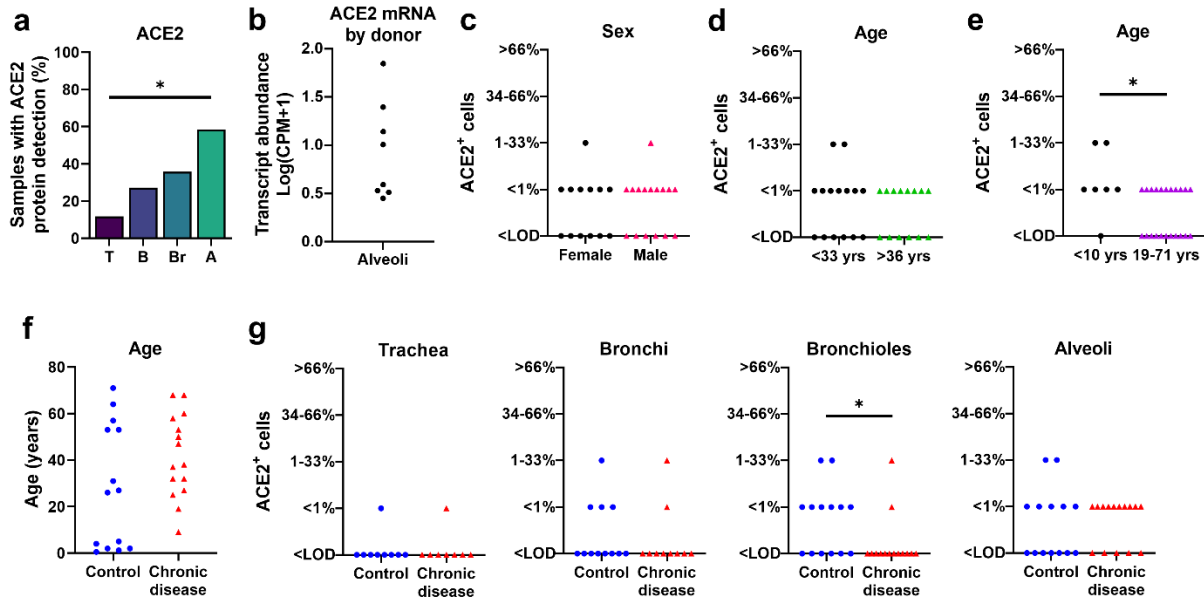 a
ACE2
Samples with ACE2
protein detection (%)
100
80
60
40
20
0
*
T B Br A
b
ACE2 mRNA
by donor
Transcript abundance
Log(CPM+1)
2.0
1.5
1.0
0.5
0.0
Alveoli
c
Sex
ACE2+ cells
>66%
34-66%
1-33%
<1%
<LOD
Female Male
d
Age
ACE2+ cells
>66%
34-66%
1-33%
<1%
<LOD
<33 yrs >36 yrs
e
Age
ACE2+ cells
>66%
34-66%
1-33%
<1%
<LOD
*
<10 yrs 19-71 yrs
f
Age
Age (years)
80
60
40
20
0
Control Chronic
disease
g
Trachea
ACE2+ cells
>66%
34-66%
1-33%
<1%
<LOD
Control Chronic
disease
Bronchi
>66%
34-66%
1-33%
<1%
<LOD
Control Chronic
disease
Bronchioles
>66%
34-66%
1-33%
<1%
<LOD
*
Control Chronic
disease
Alveoli
>66%
34-66%
1-33%
<1%
<LOD
Control Chronic
disease